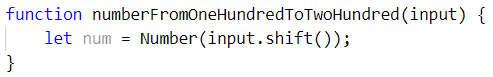 function numberFromOneHundredToTwoHundred(input) {
    let num = Number(input.shift());
}